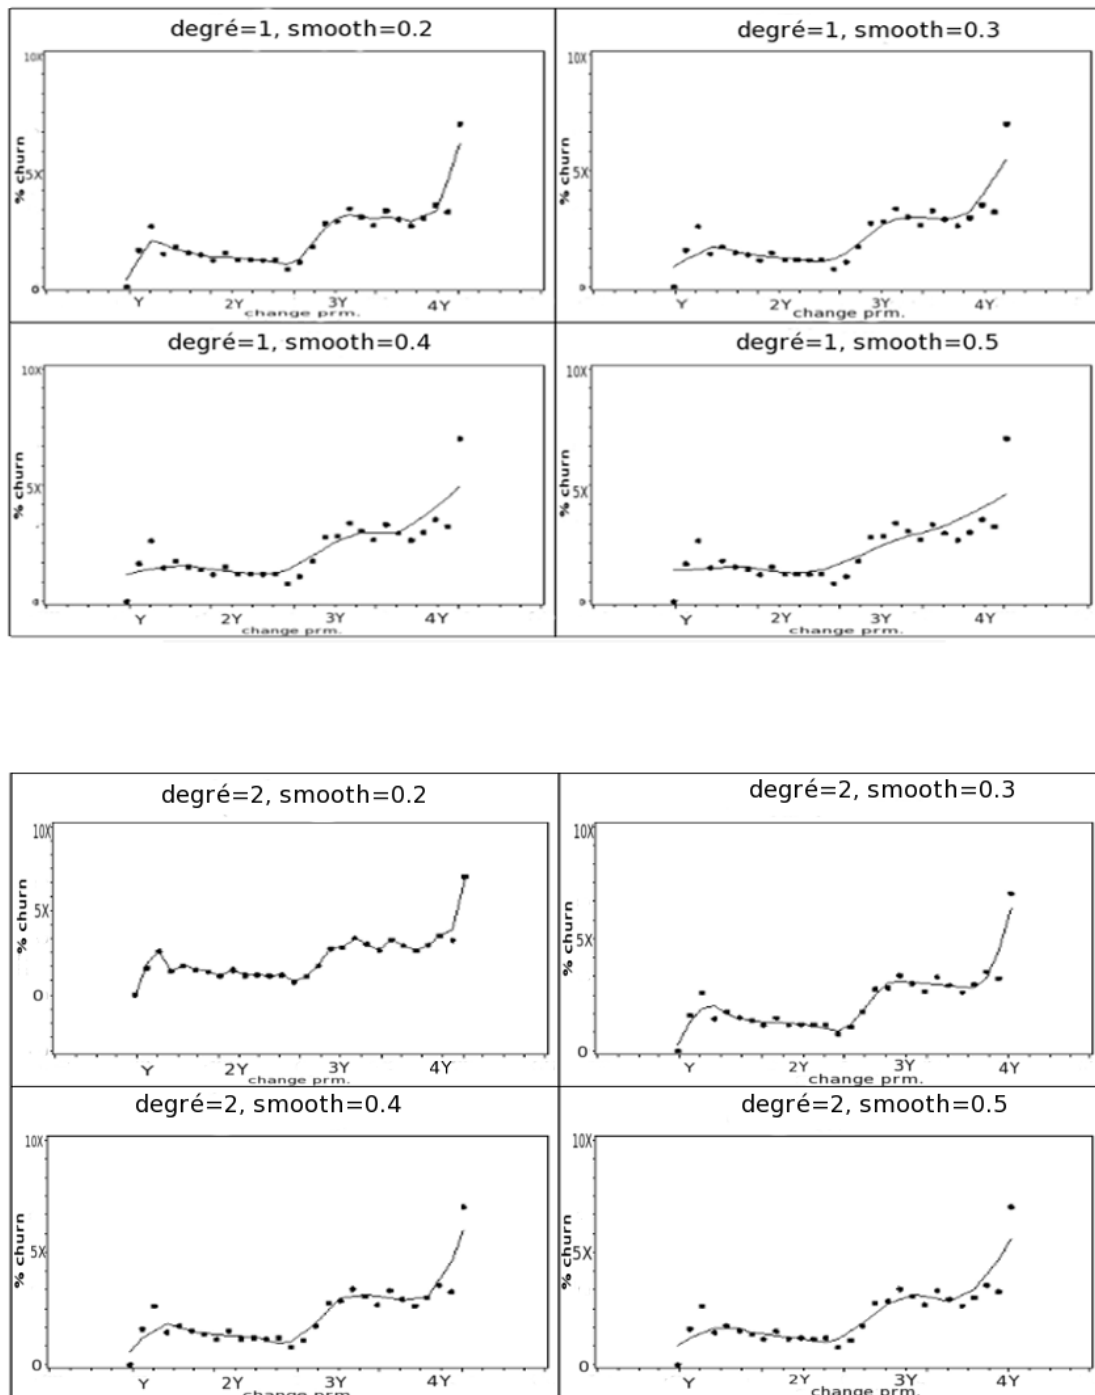 degré=1, smooth=0.2
10X
5X
0
% churn
Y 2Y 3Y 4Y
change prm.
degré=1, smooth=0.3
10X
5X
0
% churn
Y 2Y 3Y 4Y
change prm.
degré=1, smooth=0.4
10X
5X
0
% churn
Y 2Y 3Y 4Y
change prm.
degré=1, smooth=0.5
10X
5X
0
% churn
Y 2Y 3Y 4Y
change prm.
degré=2, smooth=0.2
10X
5X
0
% churn
Y 2Y 3Y 4Y
change prm.
degré=2, smooth=0.3
10X
5X
0
% churn
Y 2Y 3Y 4Y
change prm.
degré=2, smooth=0.4
10X
5X
0
% churn
Y 2Y 3Y 4Y
change prm.
degré=2, smooth=0.5
10X
5X
0
% churn
Y 2Y 3Y 4Y
change prm.